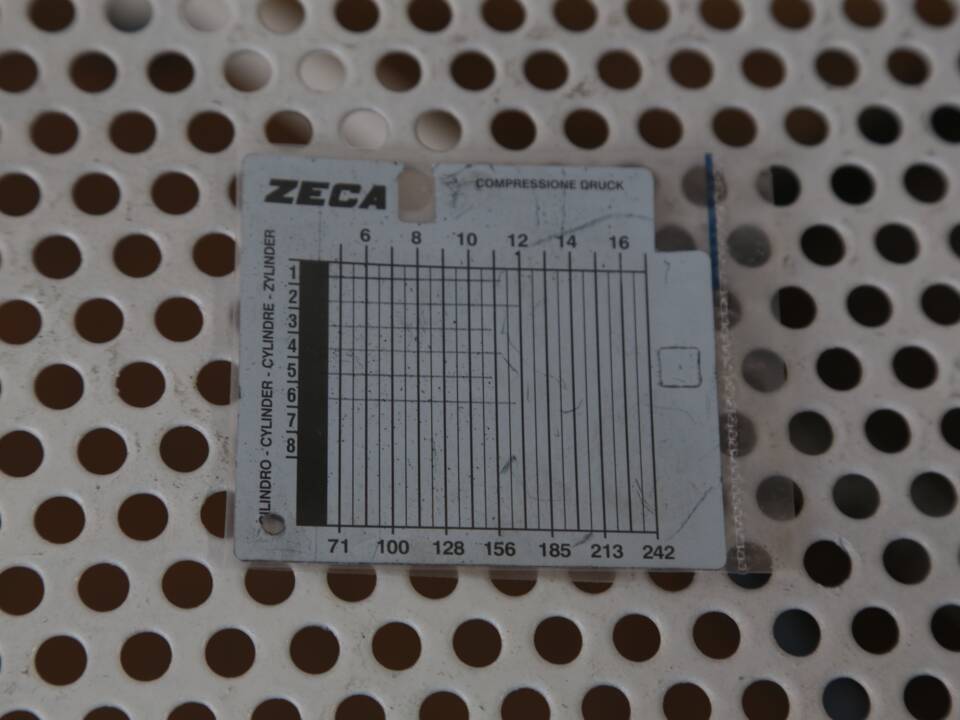 ZECA
COMPRESSIONE DRUCK
6 8 10 12 14 16
CILINDRO - CYLINDER - CYLINDRE - ZYLINDER
1
2
3
4
5
6
7
8
71 100 128 156 185 213 242